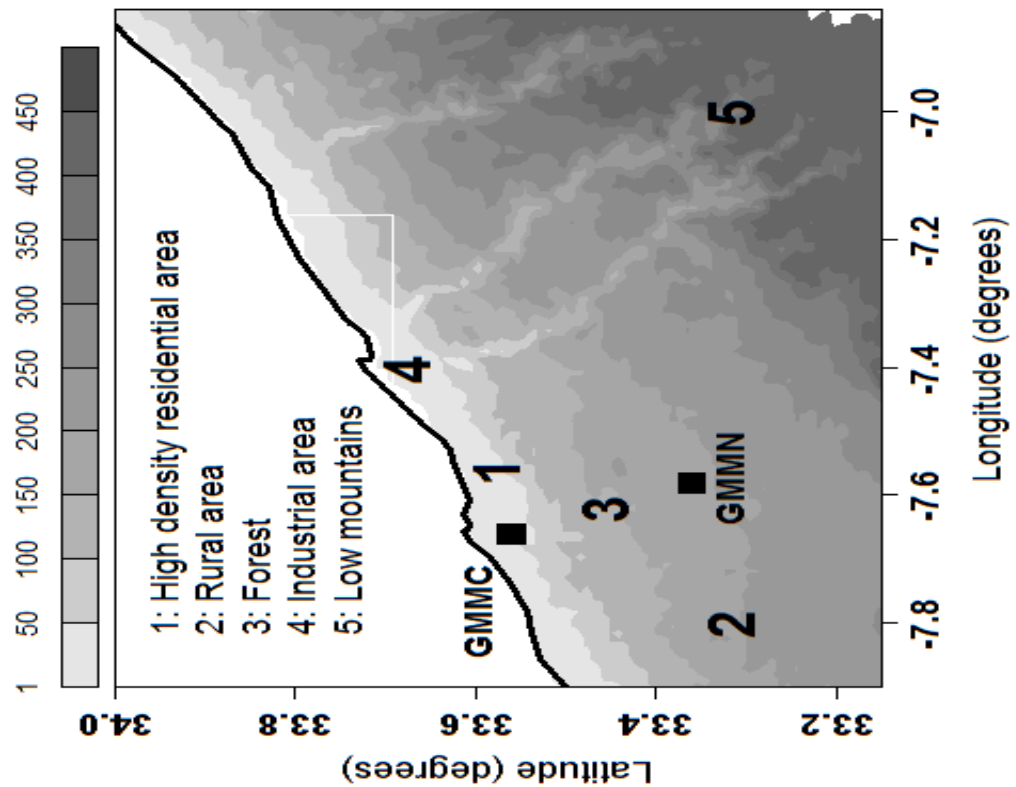 1 50 100 150 200 250 300 350 400 450
1: High density residential area
2: Rural area
3: Forest
4: Industrial area
5: Low mountains
GMMC
1
4
3
2
GMMN
5
34.0 33.8 33.6 33.4 33.2
Latitude (degrees)
-7.8 -7.6 -7.4 -7.2 -7.0
Longitude (degrees)